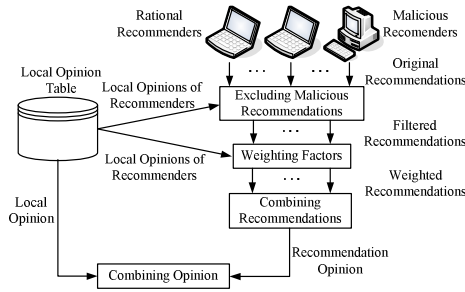 Rational
Recommenders
Malicious
Recomenders
Local Opinion
Table
Local Opinions of
Recommenders
. . .
Original
Recommendations
Excluding Malicious
Recommendations
. . .
Filtered
Recommendations
Local Opinions of
Recommenders
Weighting Factors
. . .
Weighted
Recommendations
Local
Opinion
Combining
Recommendations
Recommendation
Opinion
Combining Opinion